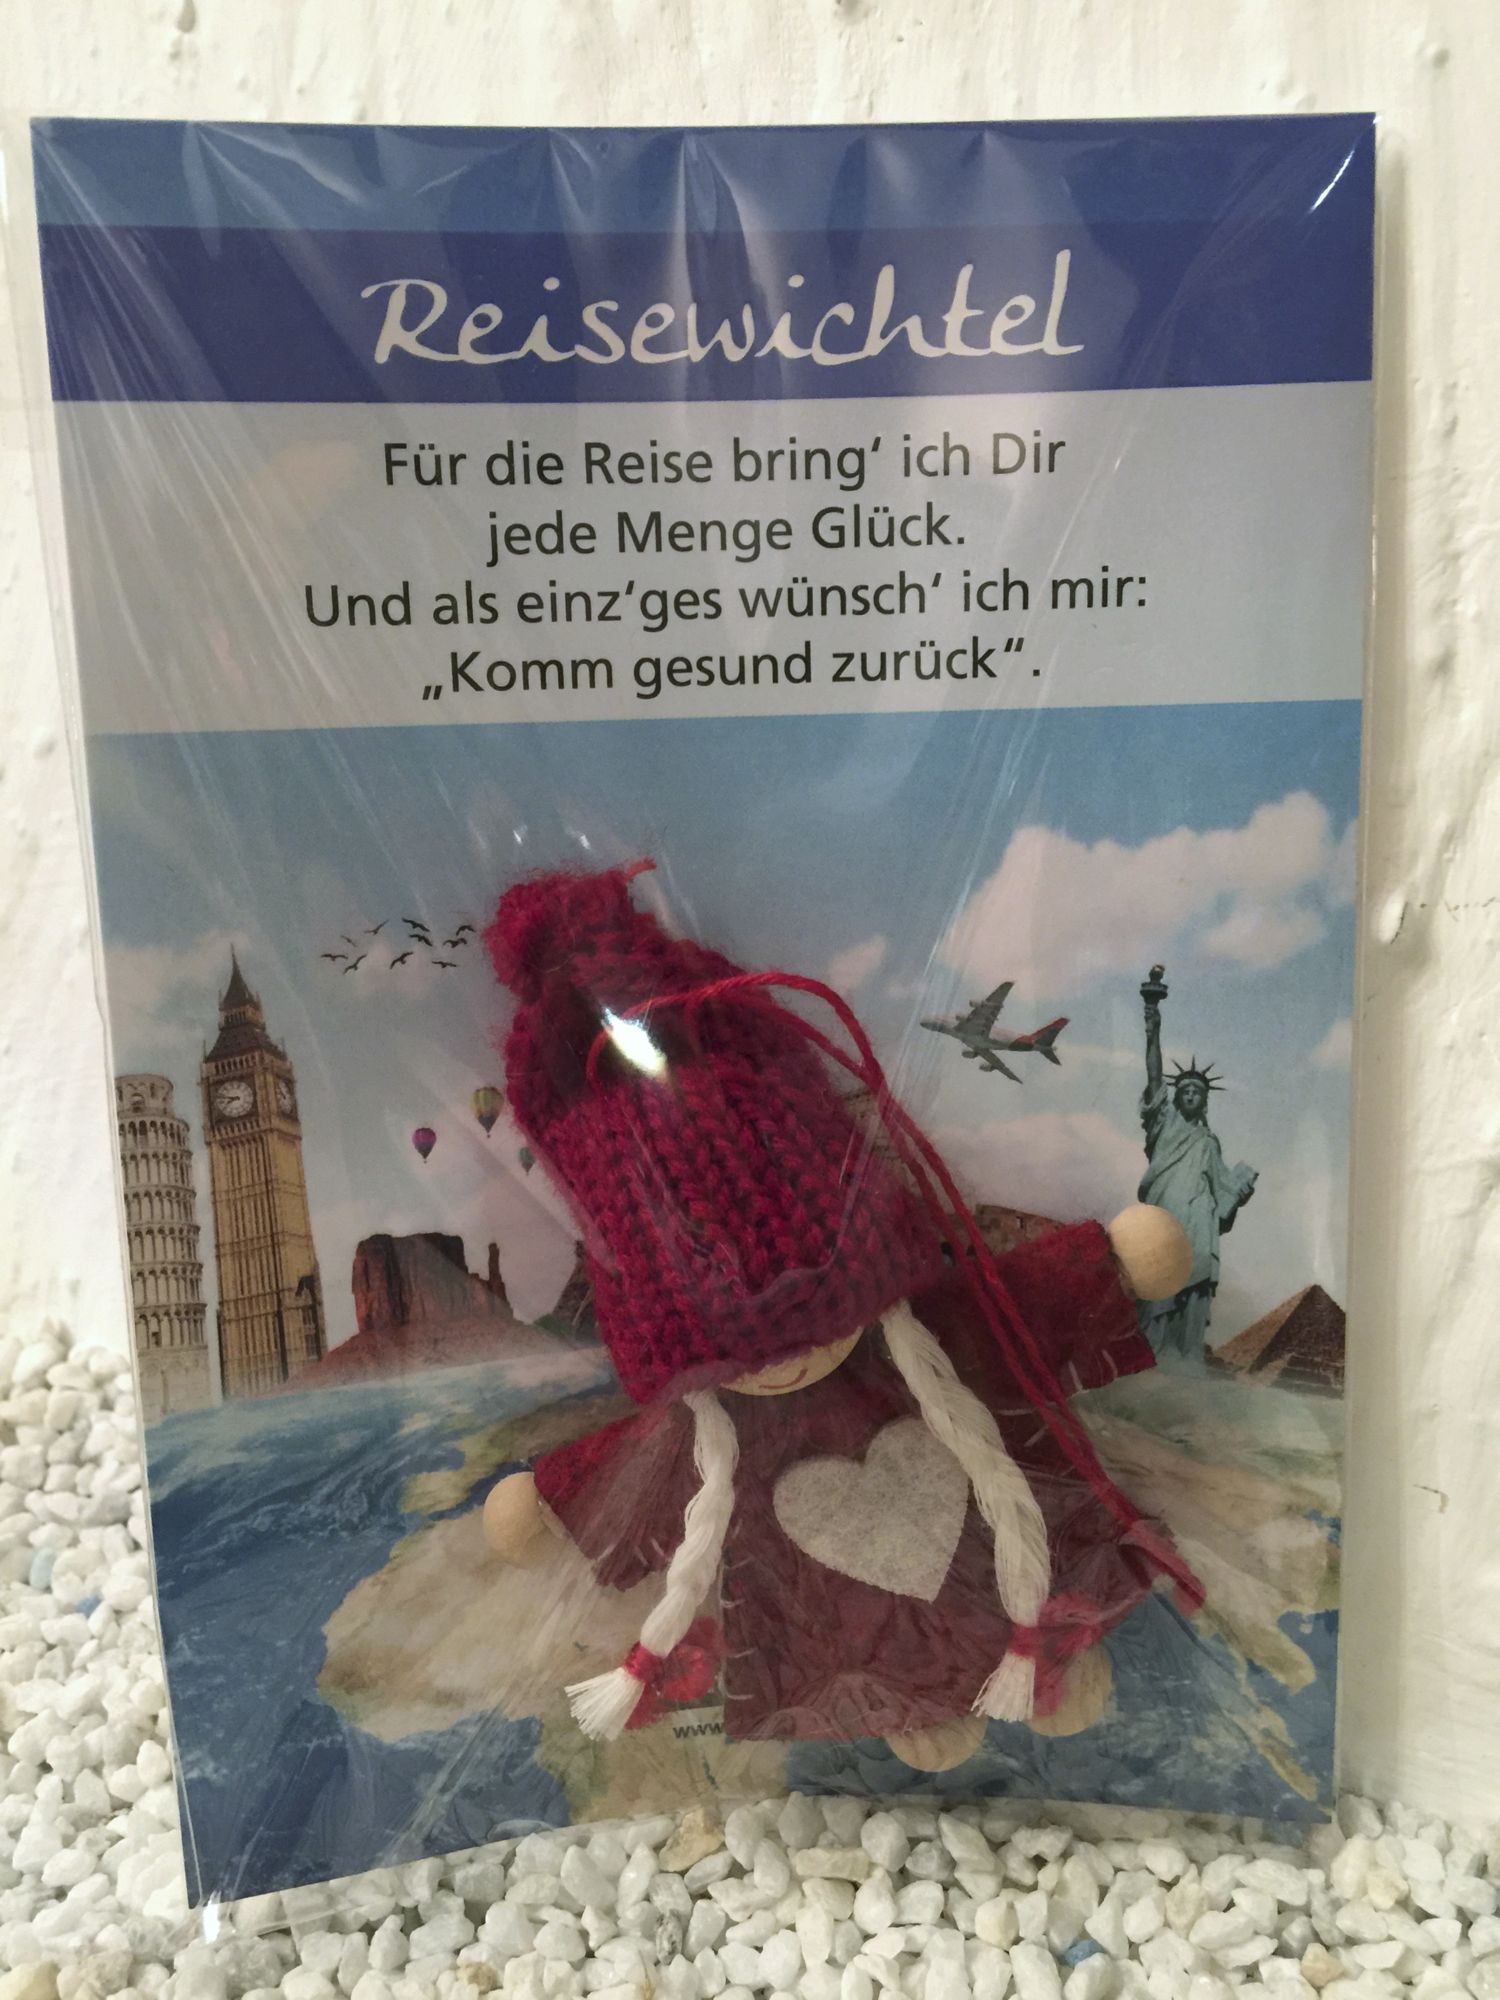 Reisewichtel
Für die Reise bring‘ ich Dir
jede Menge Glück.
Und als einz‘ges wünsch‘ ich mir:
„Komm gesund zurück“.
www.